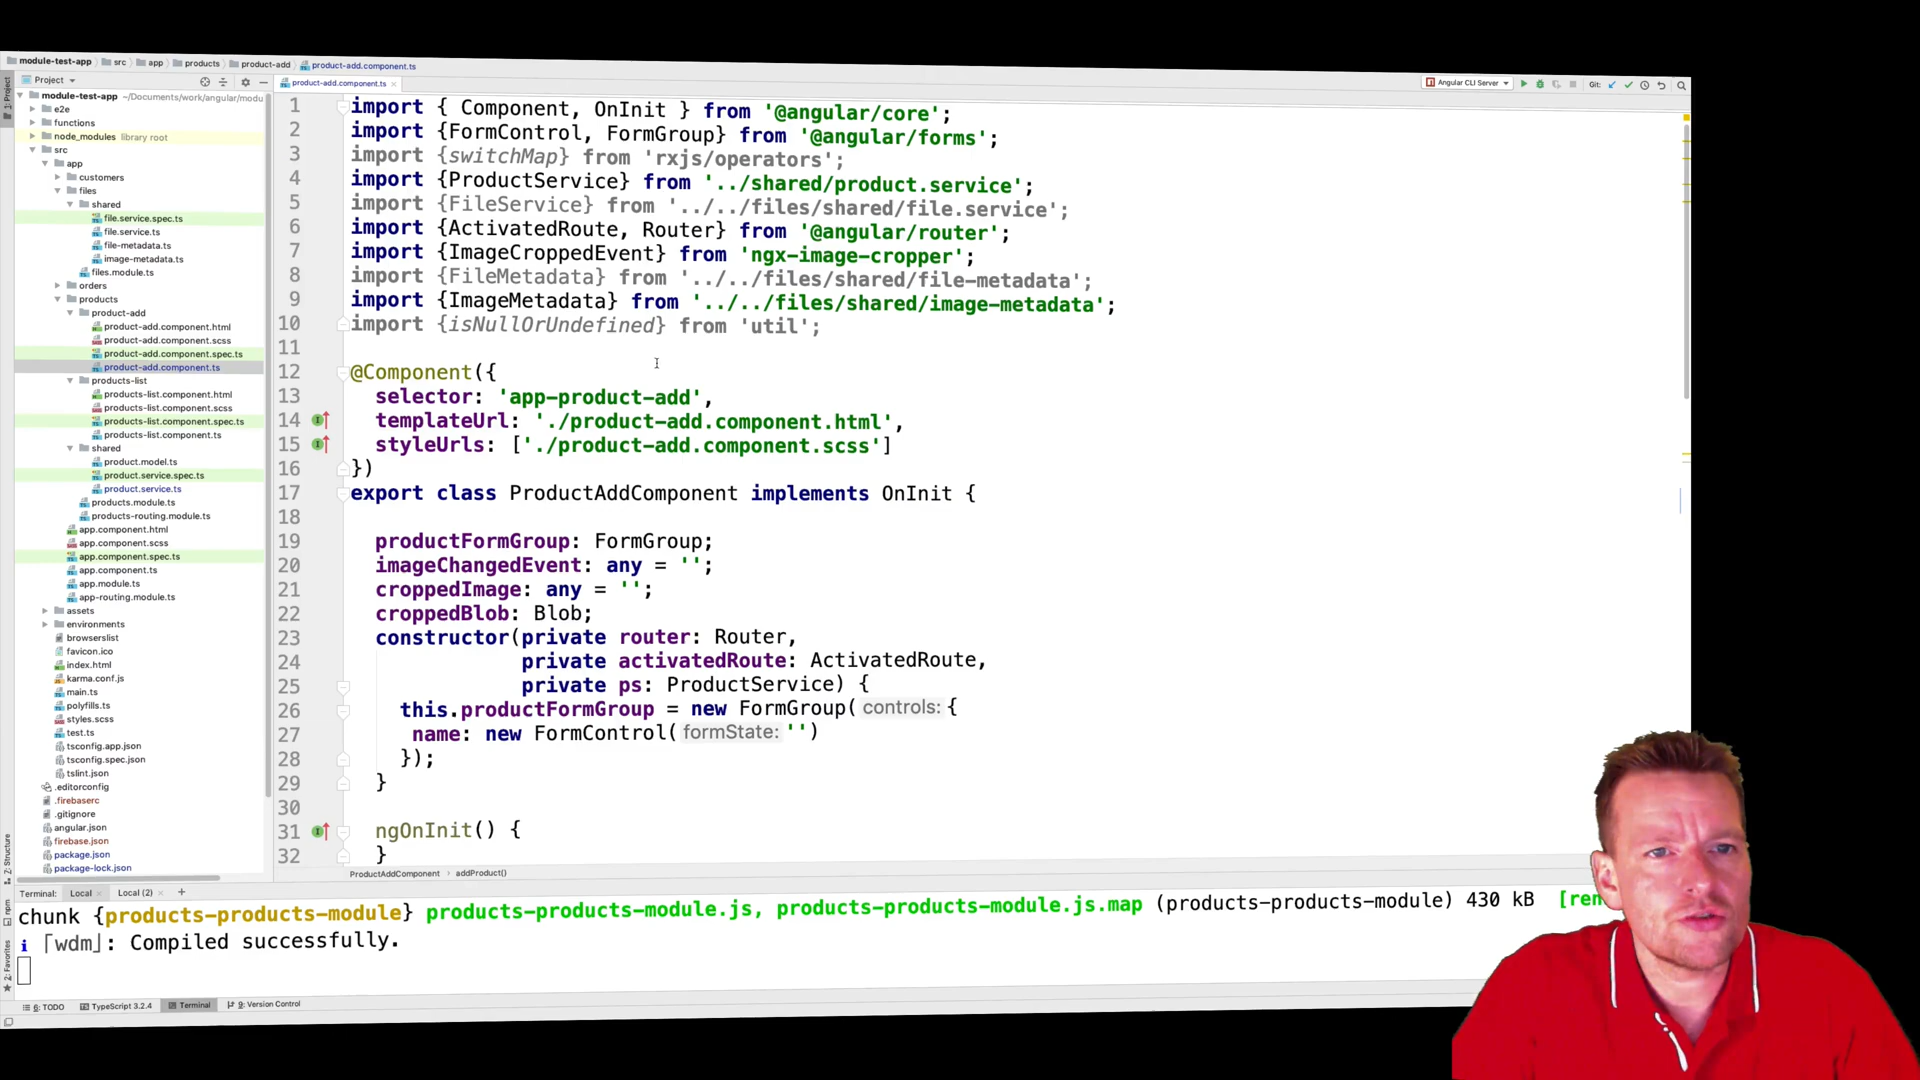 module-test-app src app products product-add product-add.component.ts
Project
product-add.component.ts
Angular CLI Server
Git:
1: Project
module-test-app ~/Documents/work/angular/modu
e2e
functions
node_modules library root
src
app
customers
files
shared
file.service.spec.ts
file.service.ts
file-metadata.ts
image-metadata.ts
files.module.ts
orders
products
product-add
product-add.component.html
product-add.component.scss
product-add.component.spec.ts
product-add.component.ts
products-list
products-list.component.html
products-list.component.scss
products-list.component.spec.ts
products-list.component.ts
shared
product.model.ts
product.service.spec.ts
product.service.ts
products.module.ts
products-routing.module.ts
app.component.html
app.component.scss
app.component.spec.ts
app.component.ts
app.module.ts
app-routing.module.ts
assets
environments
browserslist
favicon.ico
index.html
karma.conf.js
main.ts
polyfills.ts
styles.scss
test.ts
tsconfig.app.json
tsconfig.spec.json
tslint.json
.editorconfig
.firebaserc
.gitignore
angular.json
firebase.json
package.json
package-lock.json
1 import { Component, OnInit } from '@angular/core';
2 import {FormControl, FormGroup} from '@angular/forms';
3 import {switchMap} from 'rxjs/operators';
4 import {ProductService} from '../shared/product.service';
5 import {FileService} from '../../files/shared/file.service';
6 import {ActivatedRoute, Router} from '@angular/router';
7 import {ImageCroppedEvent} from 'ngx-image-cropper';
8 import {FileMetadata} from '../../files/shared/file-metadata';
9 import {ImageMetadata} from '../../files/shared/image-metadata';
10 import {isNullOrUndefined} from 'util';
11
12 @Component({
13 selector: 'app-product-add',
14 templateUrl: './product-add.component.html',
15 styleUrls: ['./product-add.component.scss']
16 })
17 export class ProductAddComponent implements OnInit {
18
19 productFormGroup: FormGroup;
20 imageChangedEvent: any = '';
21 croppedImage: any = '';
22 croppedBlob: Blob;
23 constructor(private router: Router,
24 private activatedRoute: ActivatedRoute,
25 private ps: ProductService) {
26 this.productFormGroup = new FormGroup( controls: {
27 name: new FormControl( formState: '')
28 });
29 }
30
31 ngOnInit() {
32 }
ProductAddComponent addProduct()
Z: Structure
npm
2: Favorites
Terminal: Local Local (2) +
chunk {products-products-module} products-products-module.js, products-products-module.js.map (products-products-module) 430 kB [ren
i ｢wdm｣: Compiled successfully.
6: TODO TypeScript 3.2.4 Terminal 9: Version Control